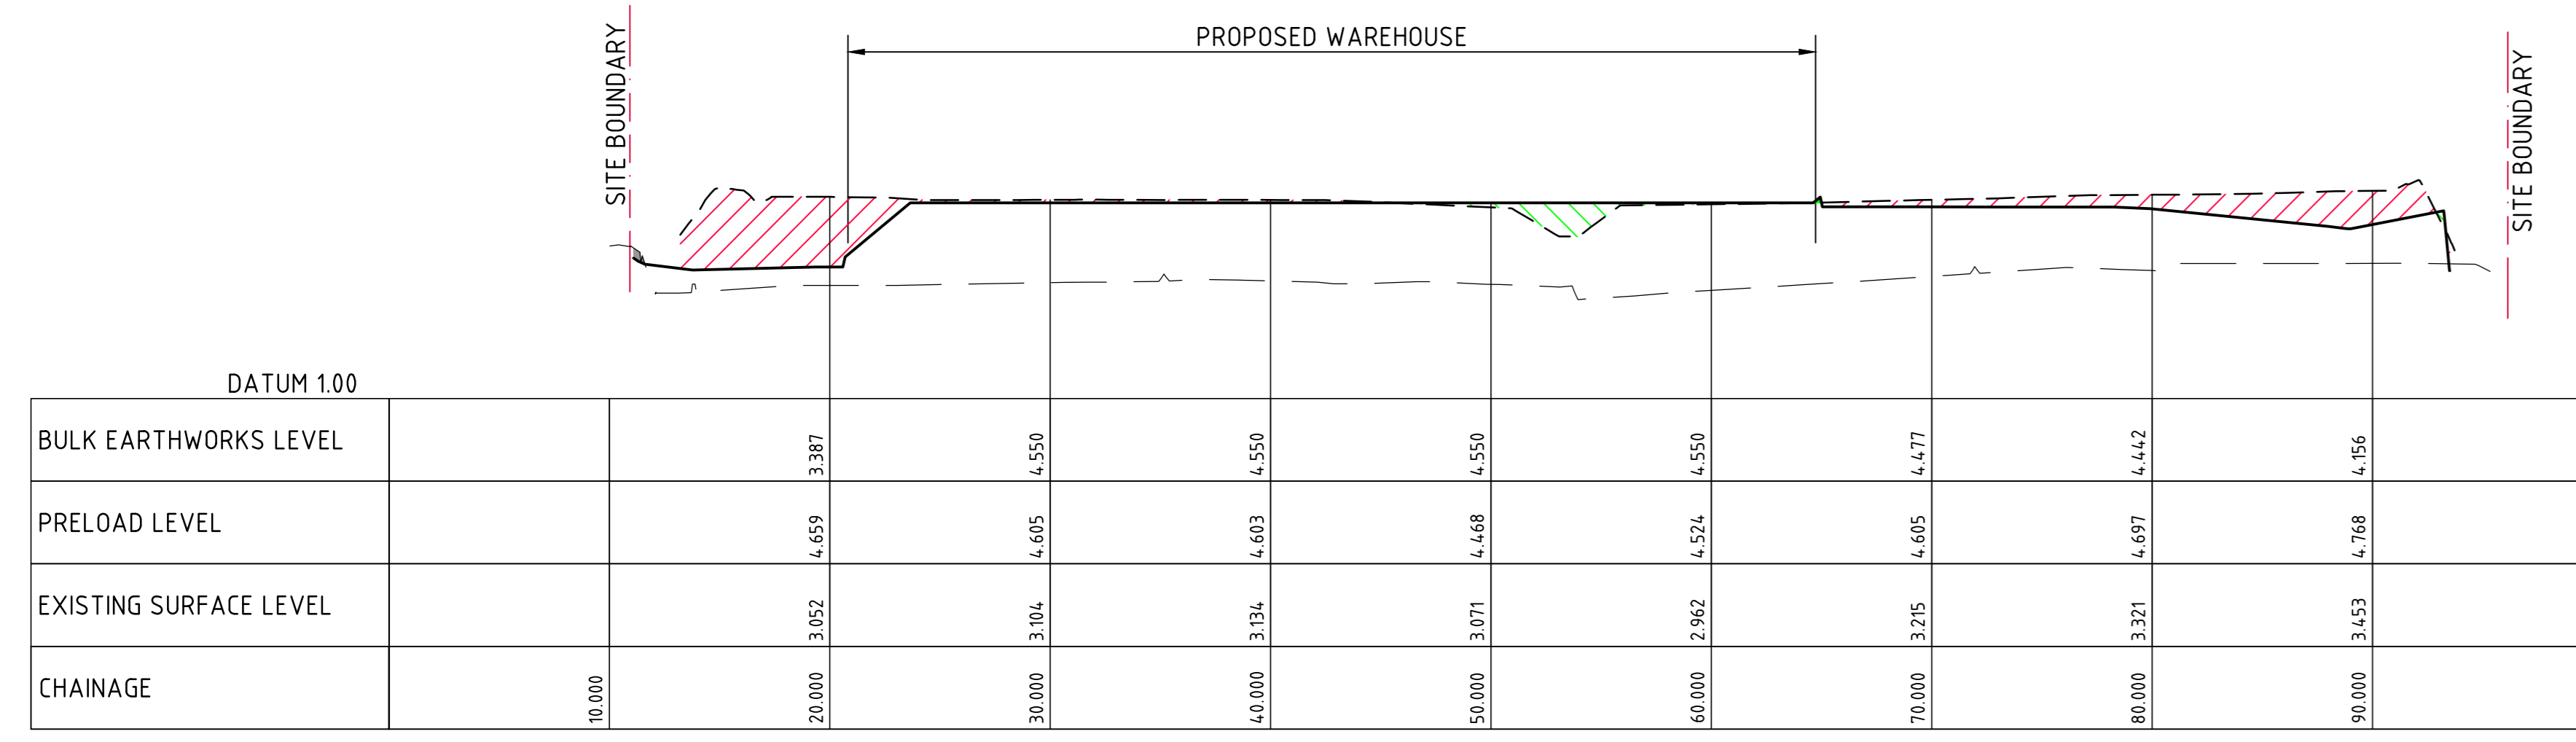 SITE BOUNDARY
PROPOSED WAREHOUSE
SITE BOUNDARY
DATUM 1.00
BULK EARTHWORKS LEVEL 3.387 4.550 4.550 4.550 4.550 4.477 4.442 4.156
PRELOAD LEVEL 4.659 4.605 4.603 4.468 4.524 4.605 4.697 4.768
EXISTING SURFACE LEVEL 3.052 3.104 3.134 3.071 2.962 3.215 3.321 3.453
CHAINAGE 10.000 20.000 30.000 40.000 50.000 60.000 70.000 80.000 90.000